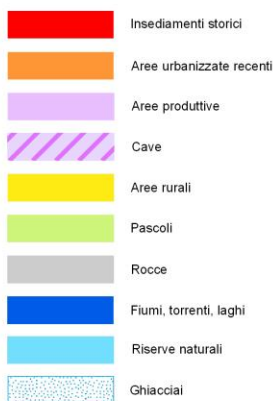 Insediamenti storici
Aree urbanizzate recenti
Aree produttive
Cave
Aree rurali
Pascoli
Rocce
Fiumi, torrenti, laghi
Riserve naturali
Ghiacciai